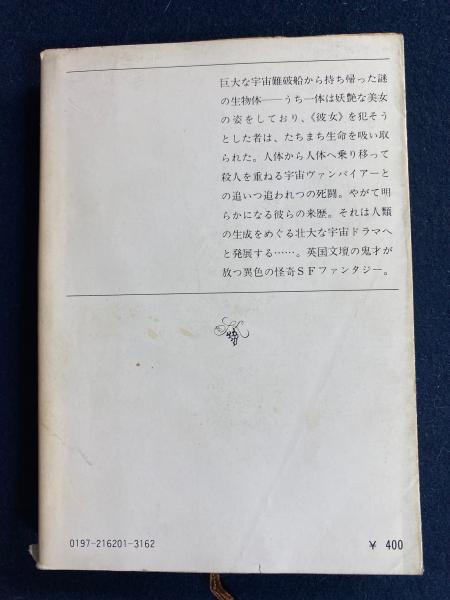 巨大な宇宙難破船から持ち帰った謎
の生物体──うち一体は妖艶な美女
の姿をしており、《彼女》を犯そう
とした者は、たちまち生命を吸い取
られた。人体から人体へ乗り移って
殺人を重ねる宇宙ヴァンパイアーと
の追いつ追われつの死闘。やがて明
らかになる彼らの来歴。それは人類
の生成をめぐる壮大な宇宙ドラマへ
と発展する……。英国文壇の鬼才が
放つ異色の怪奇SFファンタジー。
0197-216201-3162
¥ 400